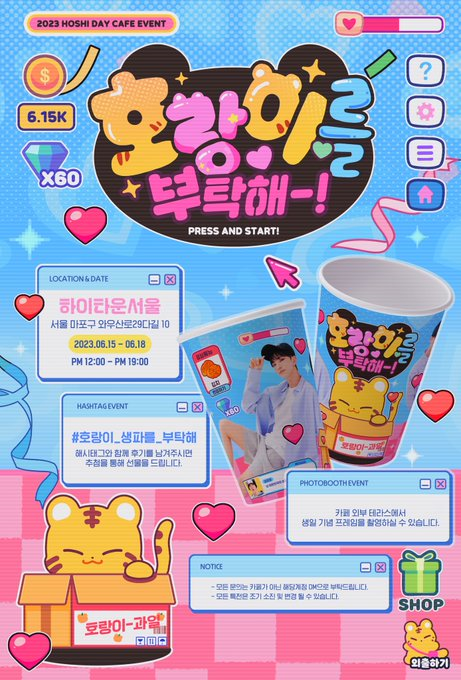 2023 HOSHI DAY CAFE EVENT
6.15K
X60
호랑이를
부탁해-!
PRESS AND START!
LOCATION & DATE
하이타운서울
서울 마포구 와우산로29다길 10
2023.06.15 - 06.18
PM 12:00 - PM 19:00
HASHTAG EVENT
#호랑이_생파를_부탁해
해시태그와 함께 후기를 남겨주시면
추첨을 통해 선물을 드립니다.
X60
호랑이를
부탁해-!
호랑이-과일
PHOTOBOOTH EVENT
카페 외부 테라스에서
생일 기념 프레임을 촬영하실 수 있습니다.
NOTICE
- 모든 문의는 카페가 아닌 해당계정 DM으로 부탁드립니다.
- 모든 특전은 조기 소진 및 변경 될 수 있습니다.
호랑이-과일
SHOP
외출하기